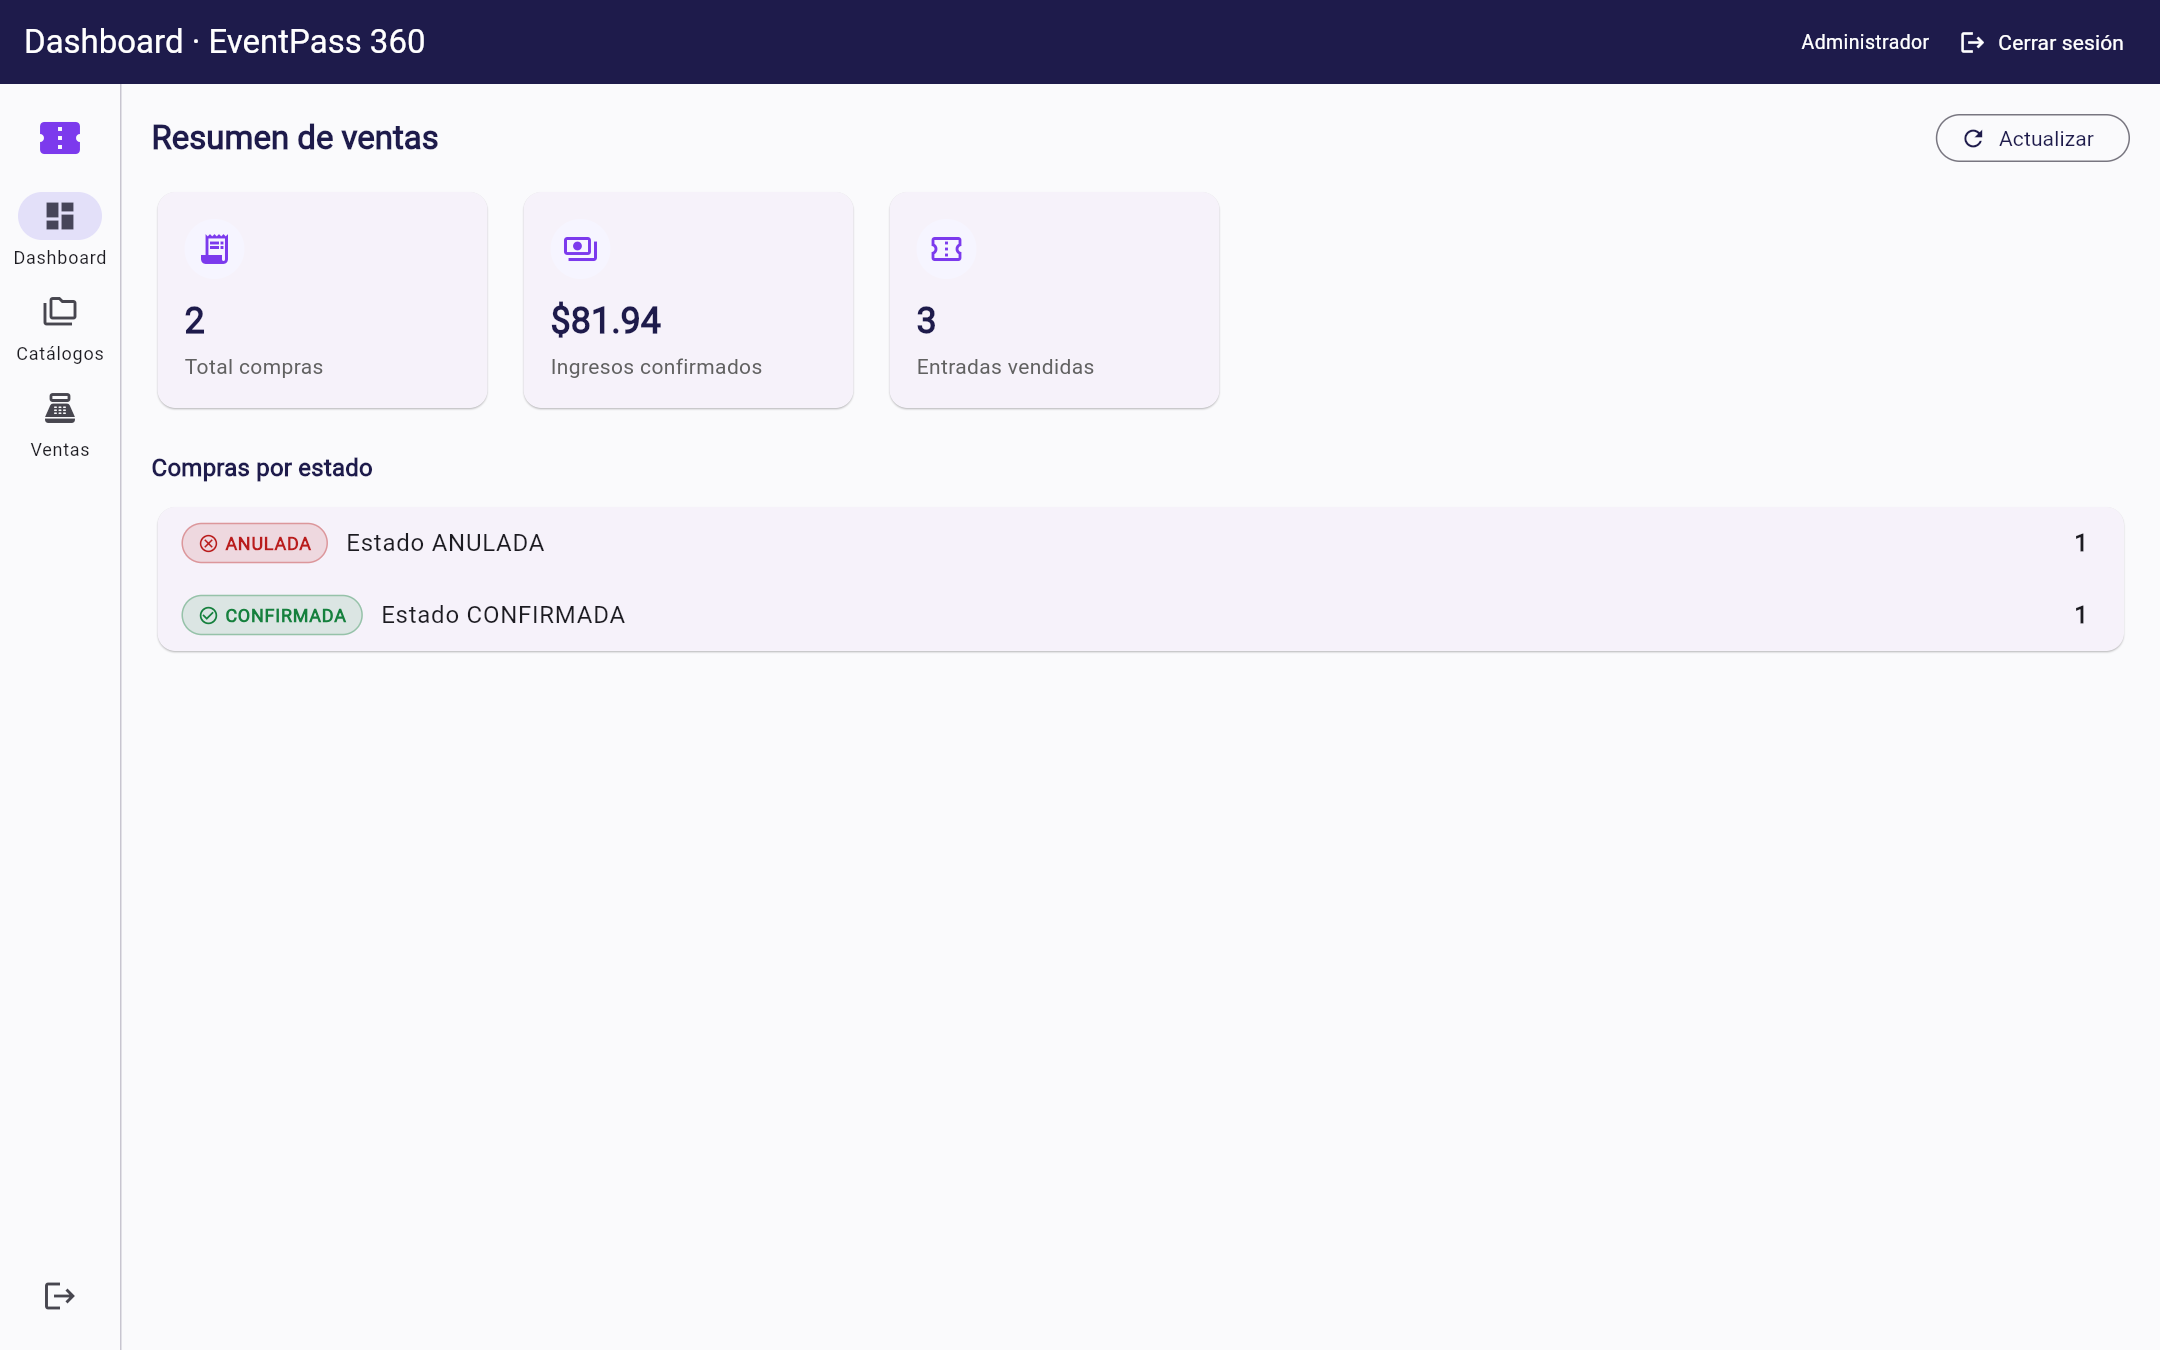 Dashboard · EventPass 360
Administrador
Cerrar sesión
Resumen de ventas
Actualizar
Dashboard
Catálogos
Ventas
2
Total compras
$81.94
Ingresos confirmados
3
Entradas vendidas
Compras por estado
ANULADA Estado ANULADA 1
CONFIRMADA Estado CONFIRMADA 1